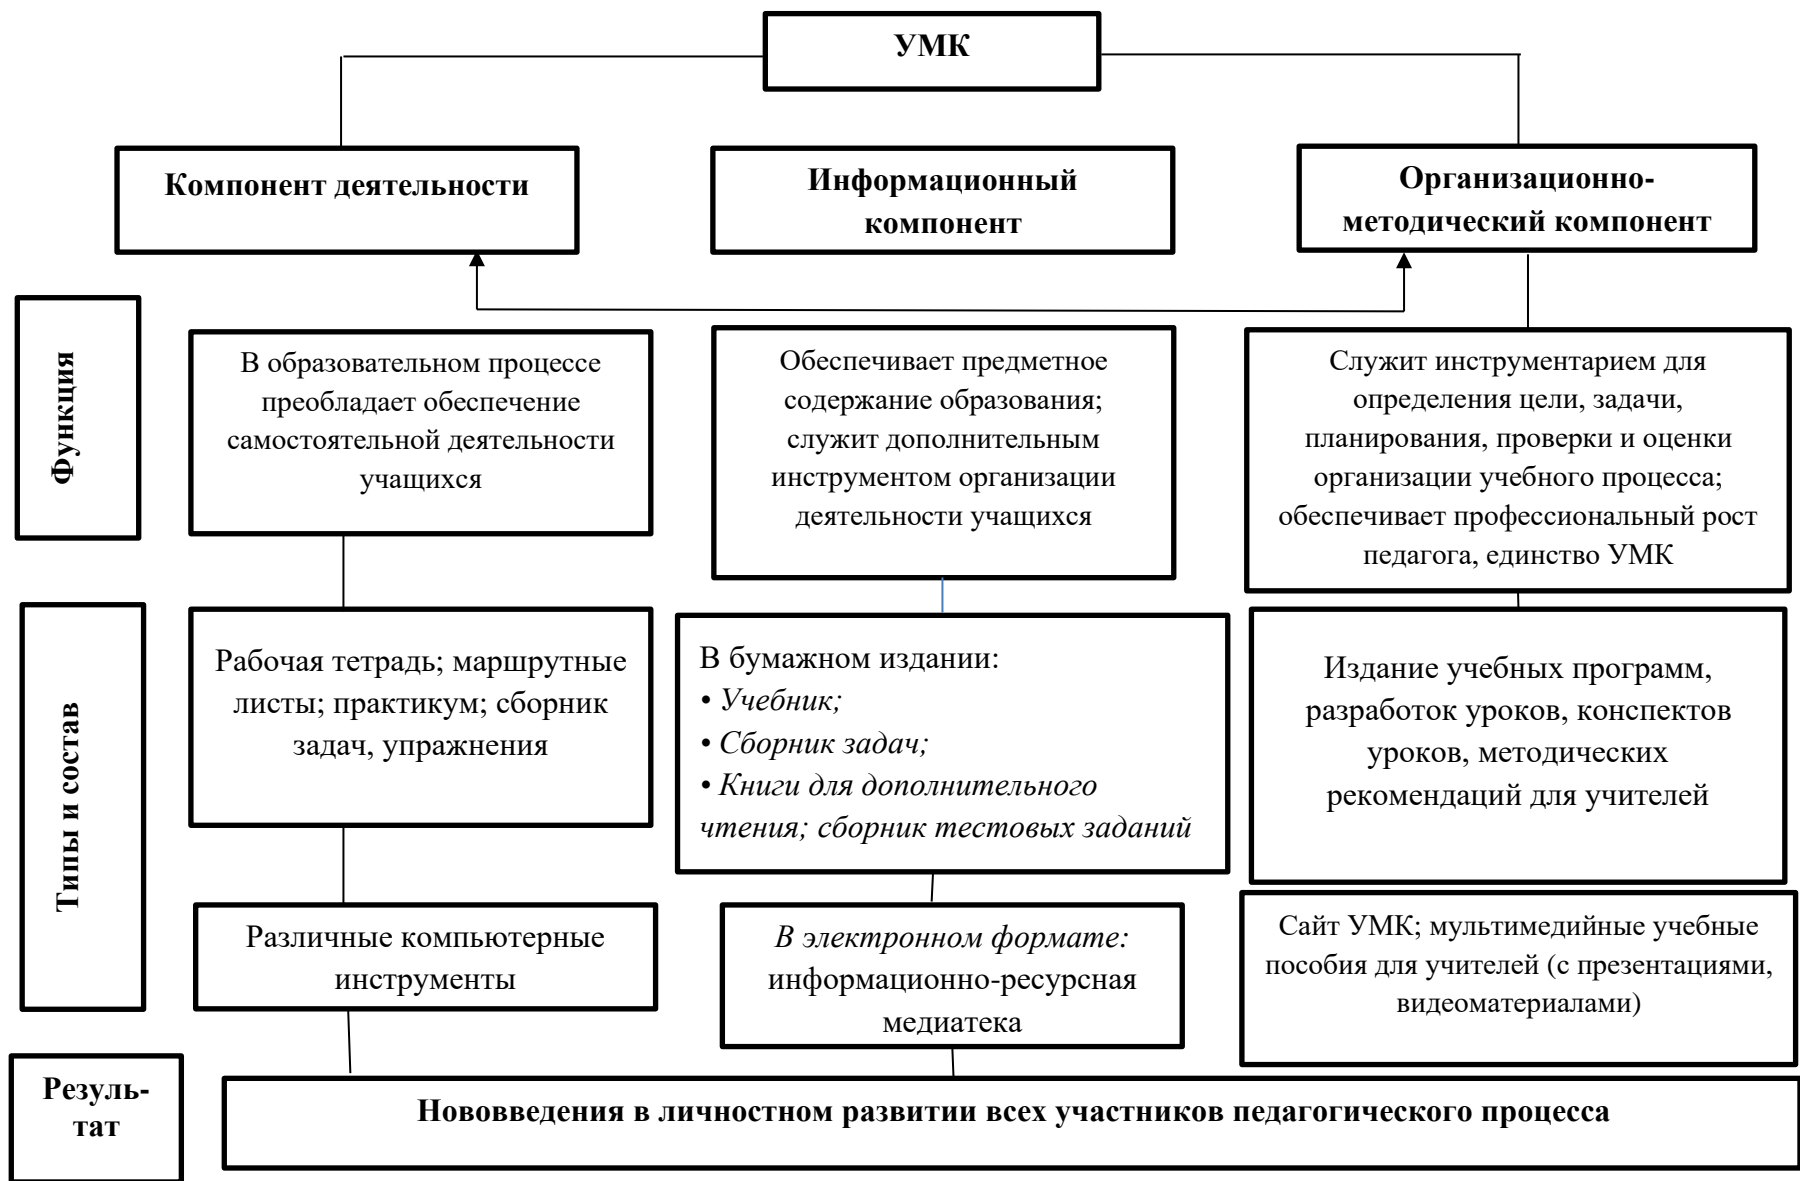 УМК
Компонент деятельности
Информационный
компонент
Организационно-
методический компонент
Функция
В образовательном процессе
преобладает обеспечение
самостоятельной деятельности
учащихся
Обеспечивает предметное
содержание образования;
служит дополнительным
инструментом организации
деятельности учащихся
Служит инструментарием для
определения цели, задачи,
планирования, проверки и оценки
организации учебного процесса;
обеспечивает профессиональный рост
педагога, единство УМК
Типы и состав
Рабочая тетрадь; маршрутные
листы; практикум; сборник
задач, упражнения
В бумажном издании:
• Учебник;
• Сборник задач;
• Книги для дополнительного
чтения; сборник тестовых заданий
Издание учебных программ,
разработок уроков, конспектов
уроков, методических
рекомендаций для учителей
Различные компьютерные
инструменты
В электронном формате:
информационно-ресурсная
медиатека
Сайт УМК; мультимедийные учебные
пособия для учителей (с презентациями,
видеоматериалами)
Резуль-
тат
Нововведения в личностном развитии всех участников педагогического процесса